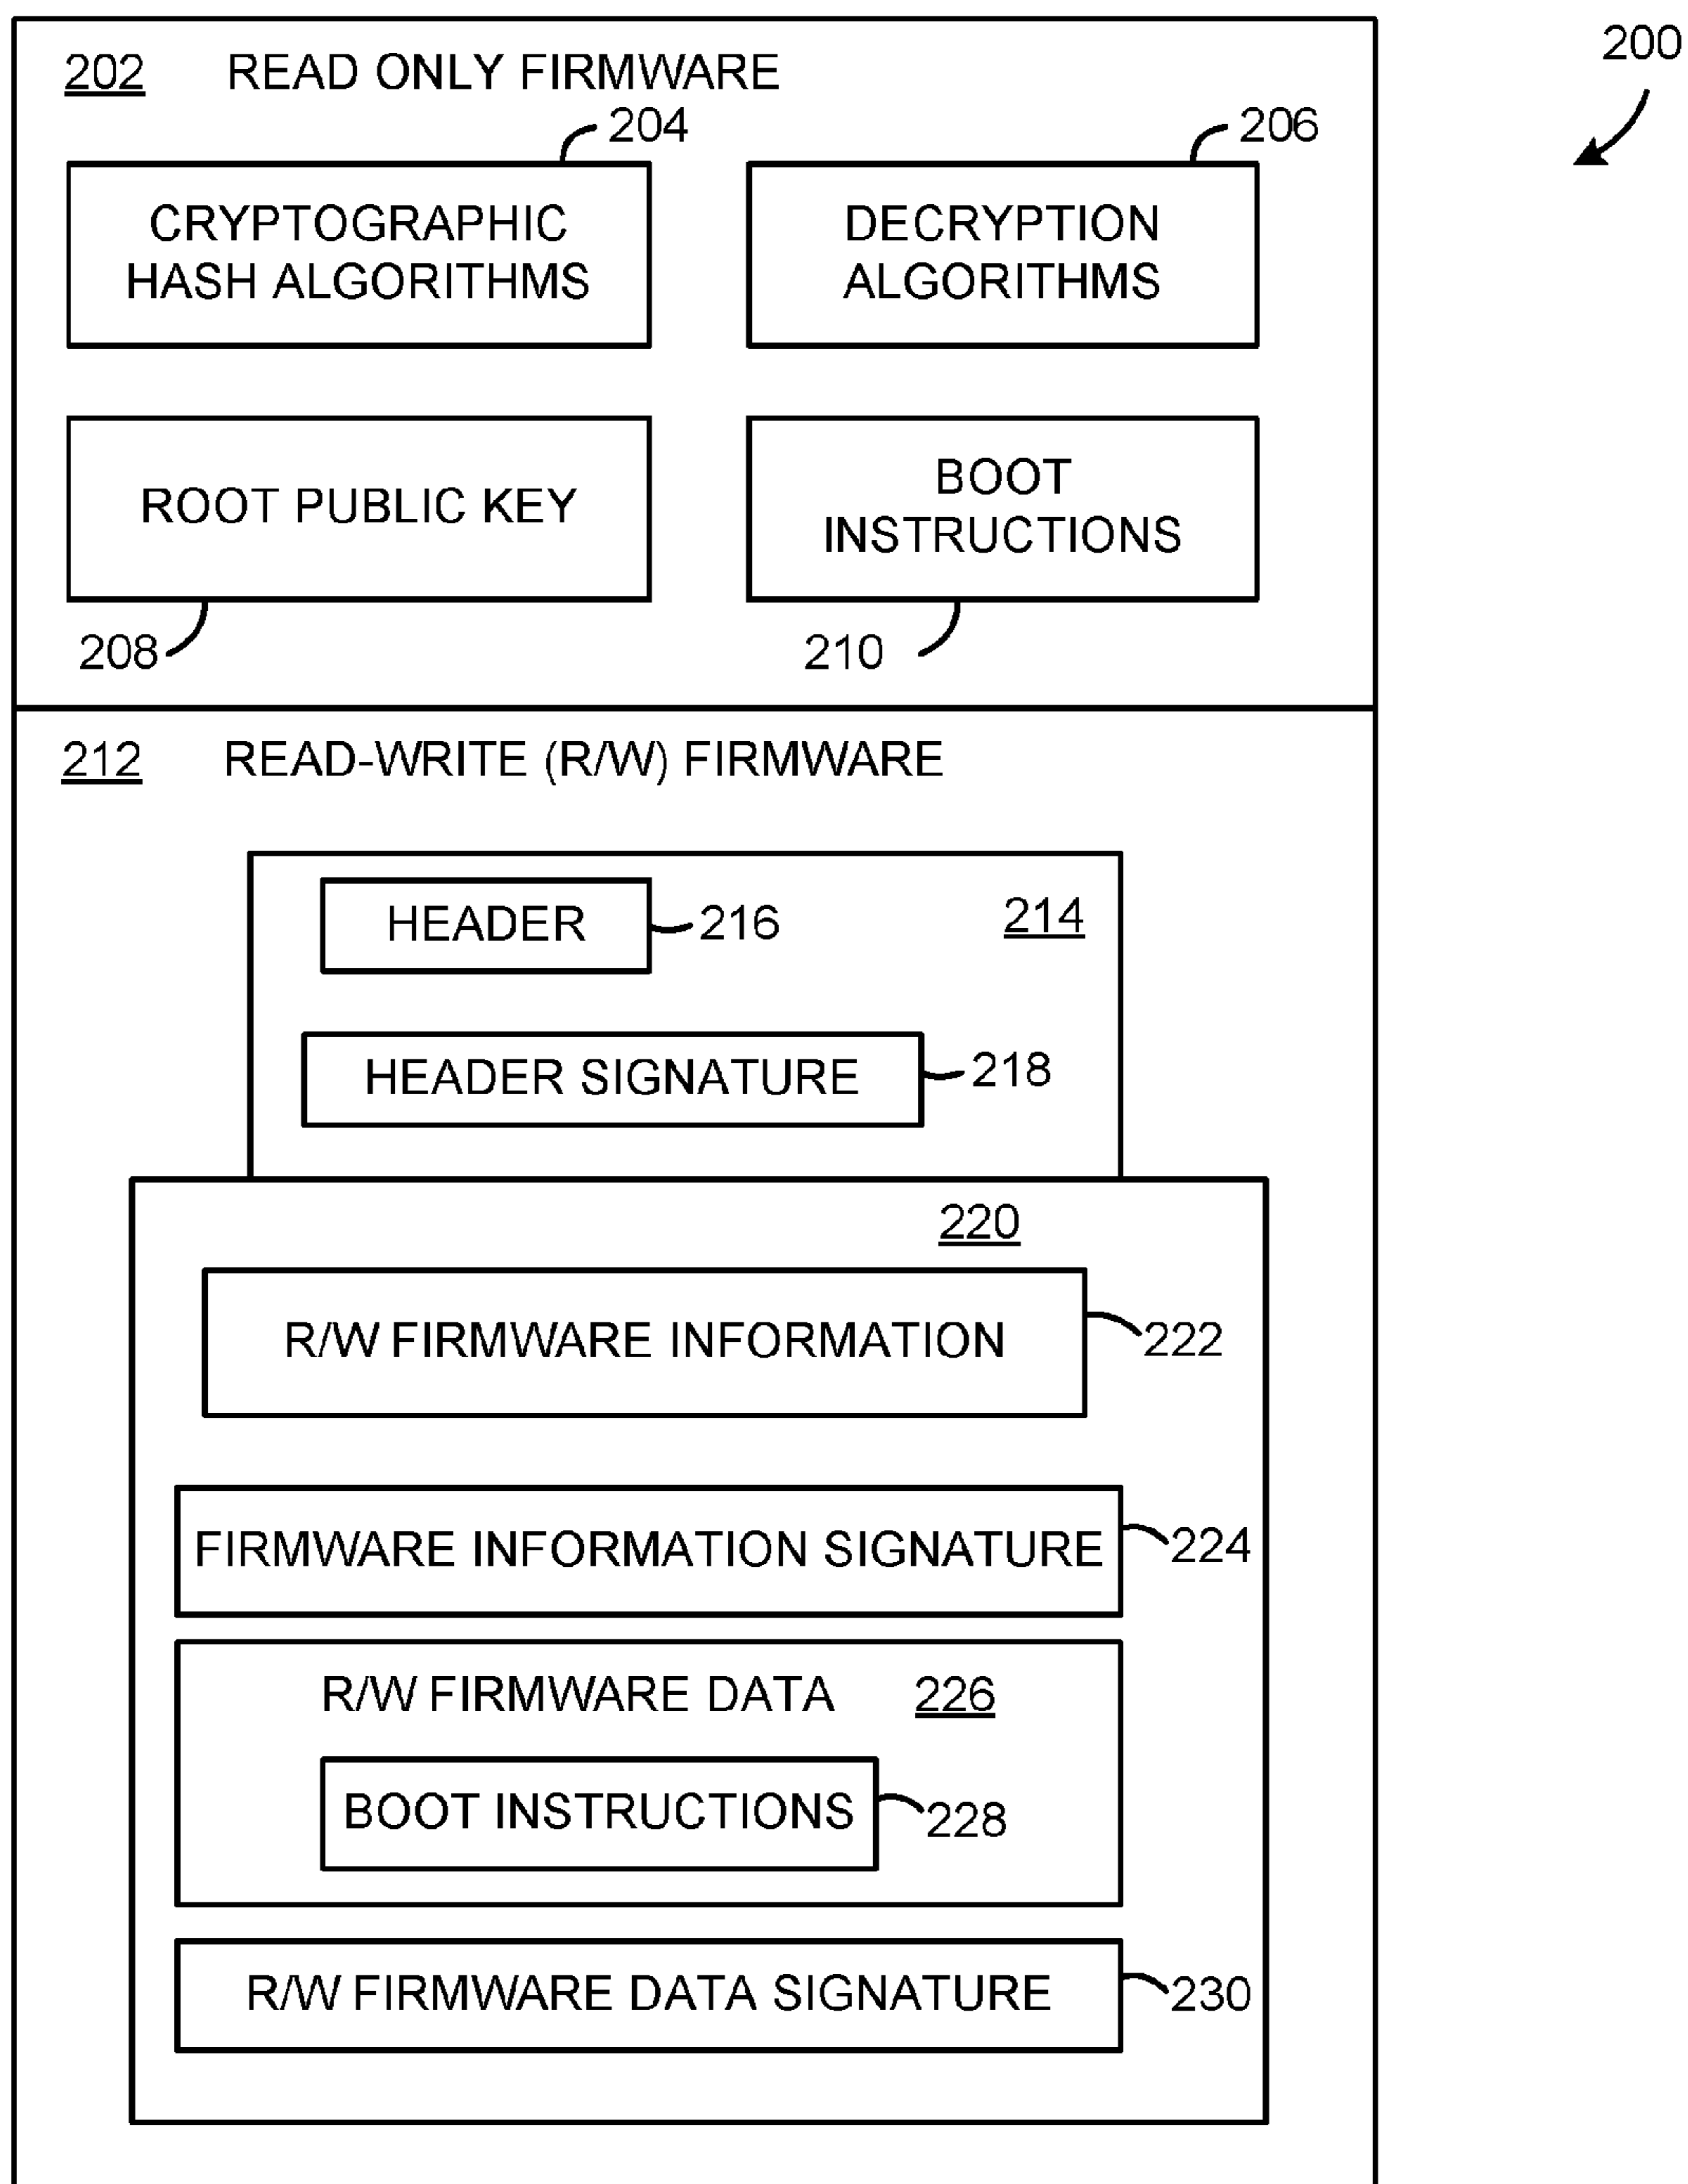 200
202 READ ONLY FIRMWARE
204
206
CRYPTOGRAPHIC
HASH ALGORITHMS
DECRYPTION
ALGORITHMS
ROOT PUBLIC KEY
BOOT
INSTRUCTIONS
208
210
212 READ-WRITE (R/W) FIRMWARE
HEADER
216
214
HEADER SIGNATURE
218
220
R/W FIRMWARE INFORMATION
222
FIRMWARE INFORMATION SIGNATURE
224
R/W FIRMWARE DATA 226
BOOT INSTRUCTIONS
228
R/W FIRMWARE DATA SIGNATURE
230